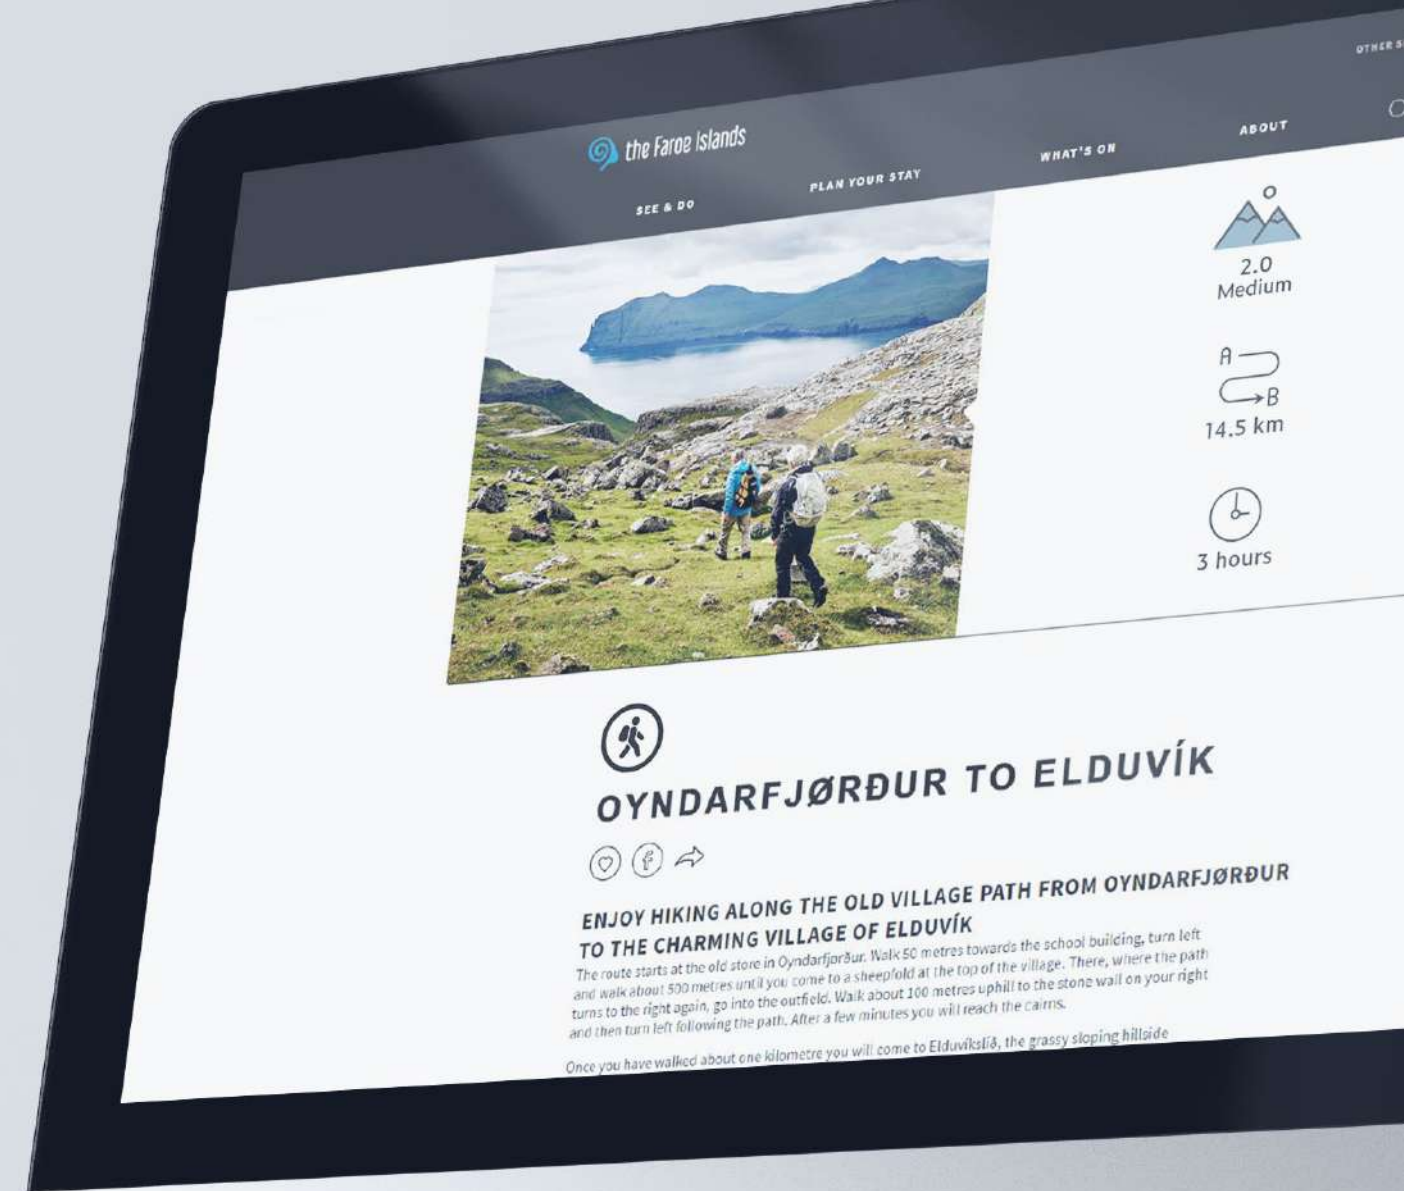 OTHER
the Faroe Islands
SEE & DO
PLAN YOUR STAY
WHAT'S ON
ABOUT
2.0
Medium
A
B
14.5 km
3 hours
OYNDARFJØRÐUR TO ELDUVÍK
ENJOY HIKING ALONG THE OLD VILLAGE PATH FROM OYNDARFJØRÐUR
TO THE CHARMING VILLAGE OF ELDUVÍK
The route starts at the old store in Oyndarfjørður. Walk 50 metres towards the school building, turn left
and walk about 500 metres until you come to a sheepfold at the top of the village. There, where the path
turns to the right again, go into the outfield. Walk about 100 metres uphill to the stone wall on your right
and then turn left following the path. After a few minutes you will reach the cairns.
Once you have walked about one kilometre you will come to Elduvíkslíð, the grassy sloping hillside